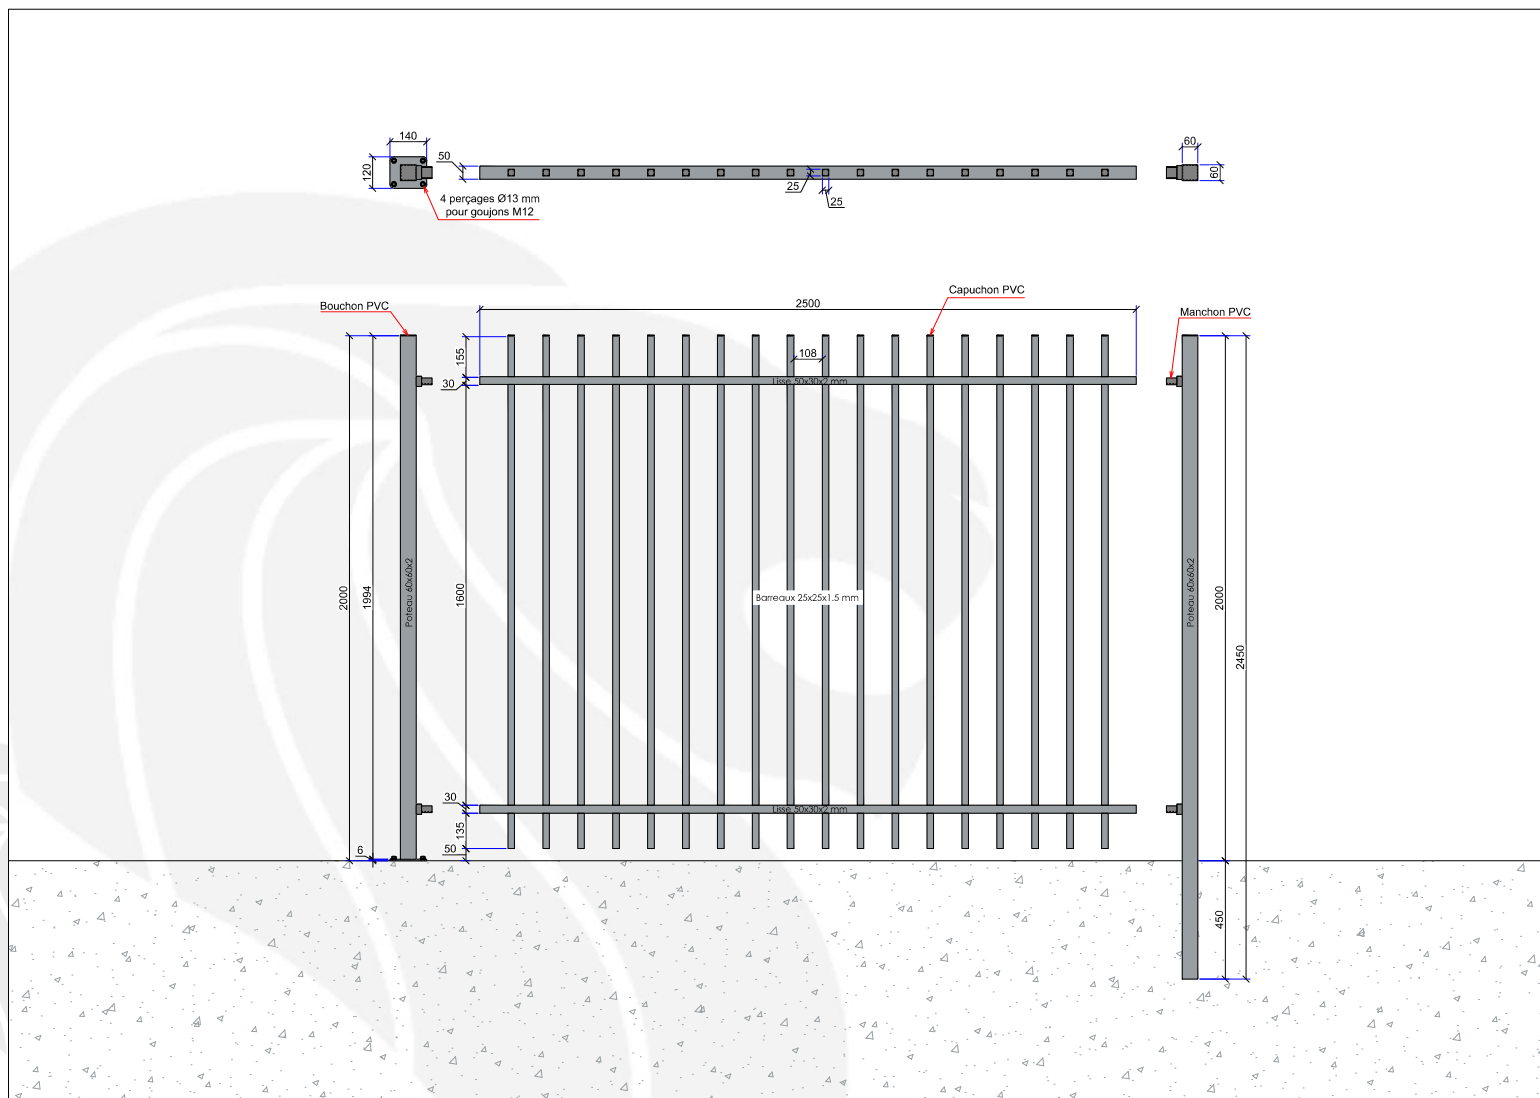 140
120
50
25
25
60
60
4 perçages Ø13 mm
pour goujons M12
Bouchon PVC
2500
Capuchon PVC
Manchon PVC
155
30
108
Lisse 50x30x2 mm
2000
1994
Poteau 60x60x2
1600
Barreaux 25x25x1.5 mm
Poteau 60x60x2
2000
2450
30
Lisse 50x30x2 mm
135
50
6
450